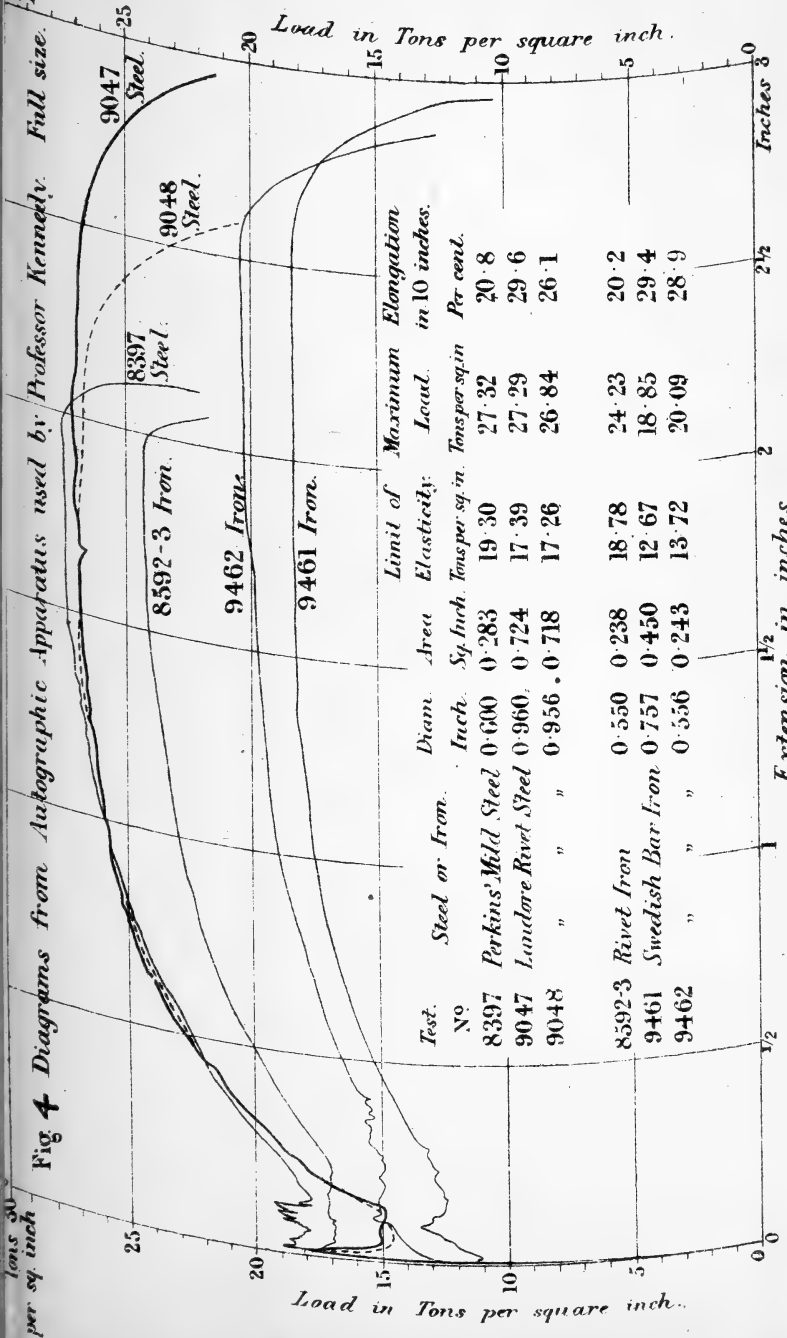 Fig. 4 Diagrams from Autographic Apparatus used by Professor Kennedy. Full size.
Tons 30
per sq. inch
25
20
15
10
5
0
Load in Tons per square inch.
25
20
15
10
5
0
Load in Tons per square inch.
9047
Steel.
9048
Steel.
8397
Steel.
8592-3 Iron.
9462 Iron.
9461 Iron.
Limit of Maximum Elongation
Test. Steel or Iron. Diam. Area Elasticity. Load. in 10 inches.
No. Inch. Sq. Inch. Tons per sq. in. Tons per sq. in Per cent.
8397 Perkins' Mild Steel 0·600 0·283 19·30 27·32 20·8
9047 Landore Rivet Steel 0·960 0·724 17·39 27·29 29·6
9048 " " " 0·956 0·718 17·26 26·84 26·1
8592-3 Rivet Iron 0·550 0·238 18·78 24·23 20·2
9461 Swedish Bar Iron 0·757 0·450 12·67 18·85 29·4
9462 " " " 0·556 0·243 13·72 20·09 28·9
0 1/2 1 1 1/2 2 2 1/2 Inches 3
Extension in inches